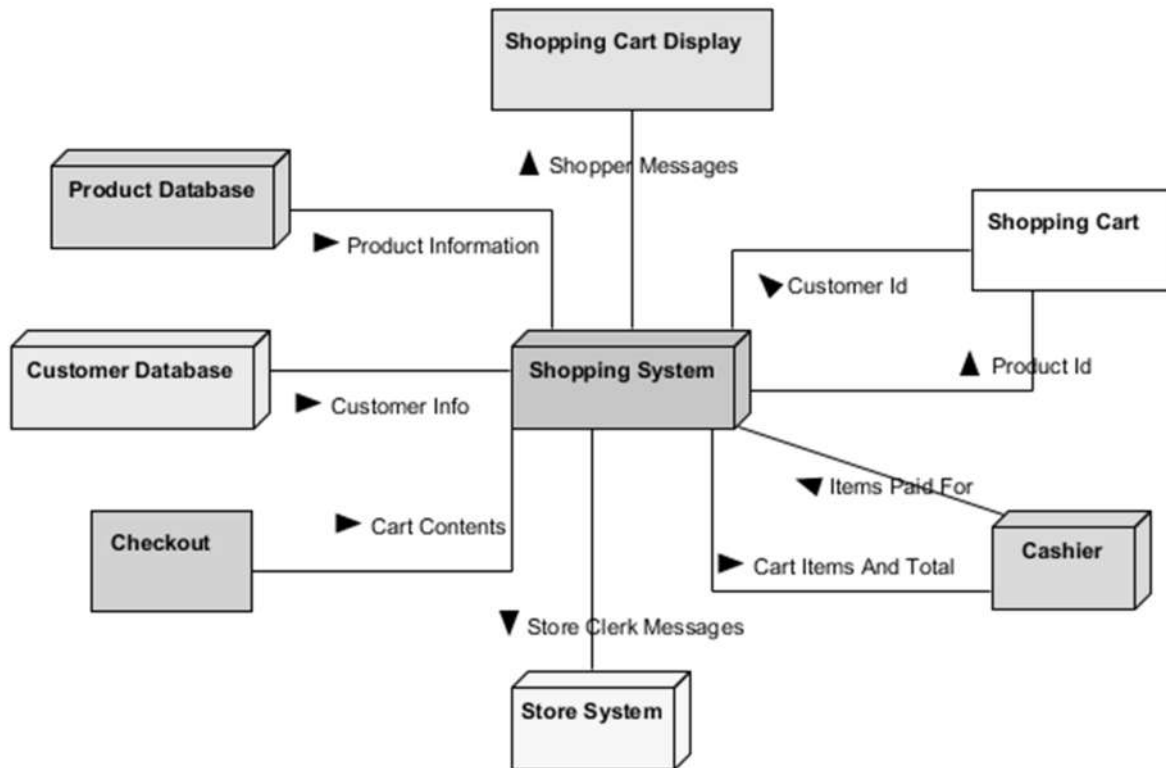 Shopping Cart Display
Shopper Messages
Product Database
Product Information
Shopping Cart
Customer Id
Customer Database
Customer Info
Shopping System
Product Id
Items Paid For
Cart Contents
Checkout
Cashier
Cart Items And Total
Store Clerk Messages
Store System